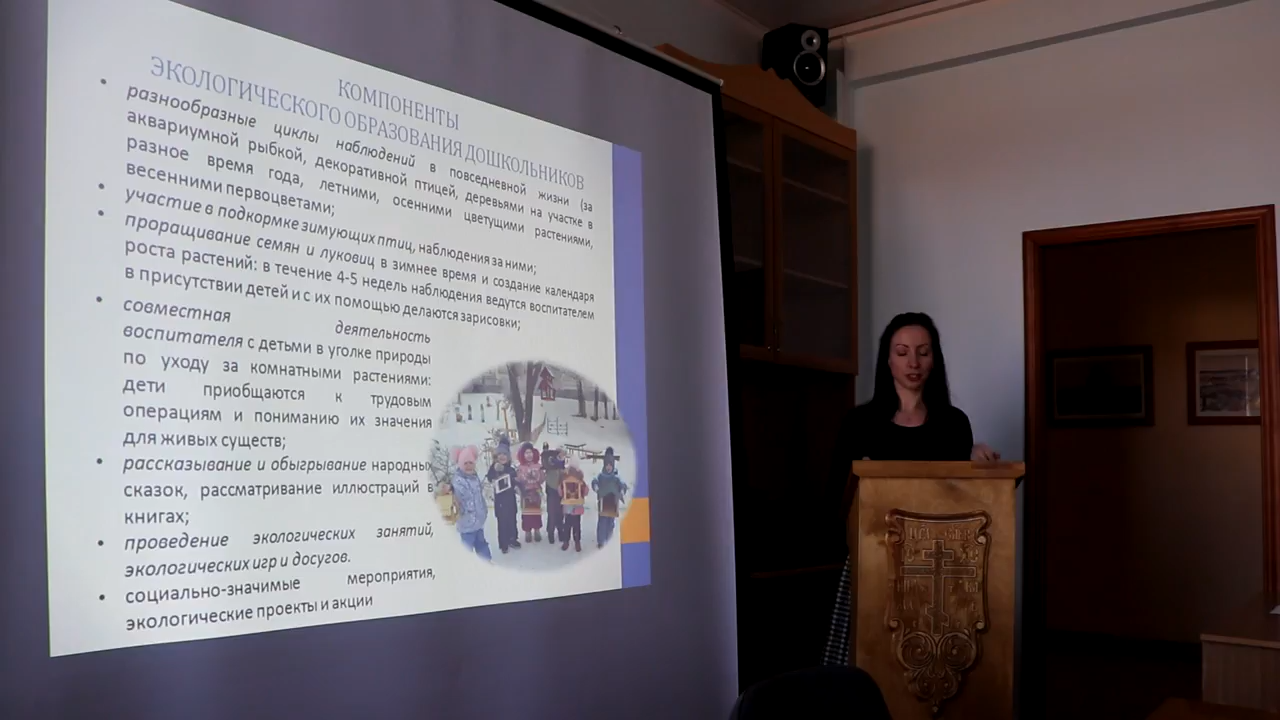 КОМПОНЕНТЫ
ЭКОЛОГИЧЕСКОГО ОБРАЗОВАНИЯ ДОШКОЛЬНИКОВ
• разнообразные циклы наблюдений в повседневной жизни (за
аквариумной рыбкой, декоративной птицей, деревьями на участке в
разное время года, летними, осенними цветущими растениями,
весенними первоцветами;
• участие в подкормке зимующих птиц, наблюдения за ними;
• проращивание семян и луковиц в зимнее время и создание календаря
роста растений: в течение 4-5 недель наблюдения ведутся воспитателем
в присутствии детей и с их помощью делаются зарисовки;
• совместная деятельность
воспитателя с детьми в уголке природы
по уходу за комнатными растениями:
дети приобщаются к трудовым
операциям и пониманию их значения
для живых существ;
• рассказывание и обыгрывание народных
сказок, рассматривание иллюстраций в
книгах;
• проведение экологических занятий,
экологических игр и досугов.
• социально-значимые мероприятия,
экологические проекты и акции